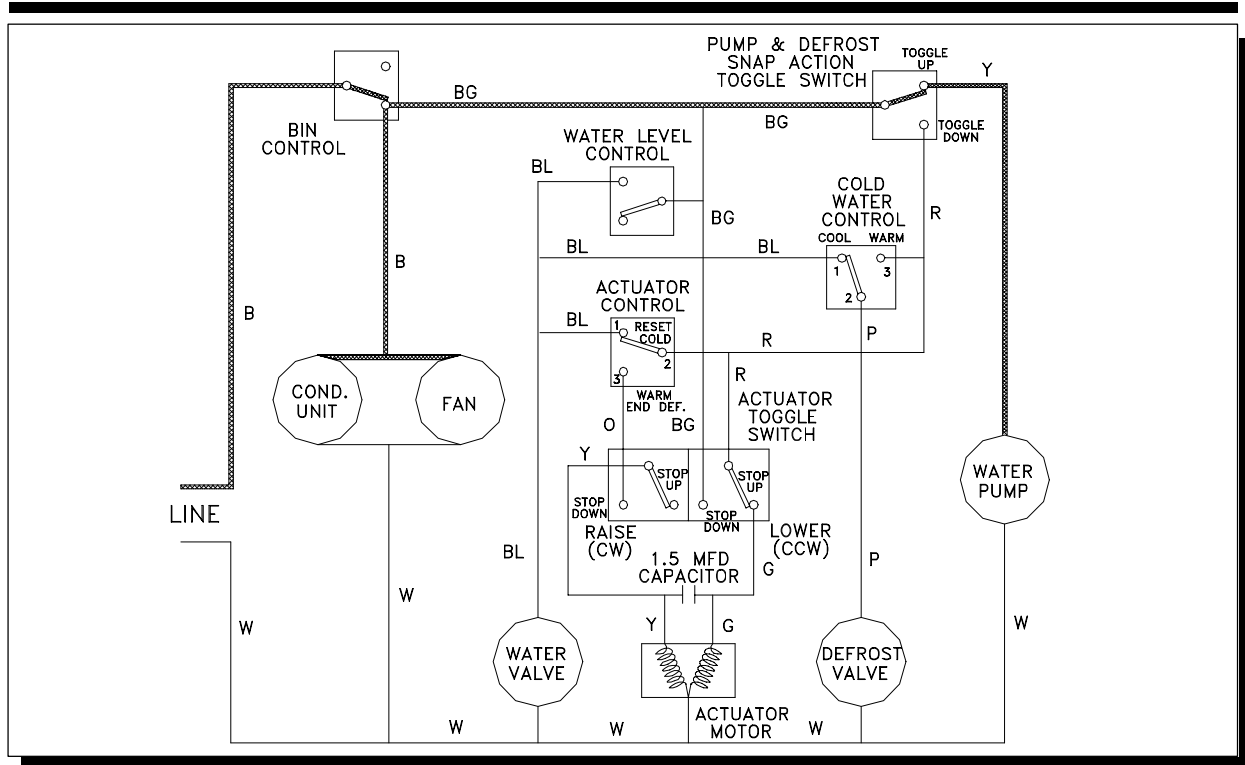 PUMP & DEFROST
SNAP ACTION
TOGGLE SWITCH
TOGGLE
UP
Y
BG
BG
TOGGLE
DOWN
BIN
CONTROL
WATER LEVEL
CONTROL
BL
COLD
WATER
CONTROL
R
BG
COOL
WARM
BL
BL
1
3
2
B
B
ACTUATOR
CONTROL
BL
1
RESET
COLD
2
3
R
P
WARM
END DEF.
R
ACTUATOR
TOGGLE
SWITCH
COND.
UNIT
FAN
O
BG
Y
STOP
UP
STOP
UP
WATER
PUMP
STOP
DOWN
STOP
DOWN
LINE
RAISE
(CW)
LOWER
(CCW)
BL
1.5 MFD
CAPACITOR
G
P
W
W
Y
G
W
WATER
VALVE
DEFROST
VALVE
W
W
ACTUATOR
MOTOR
W